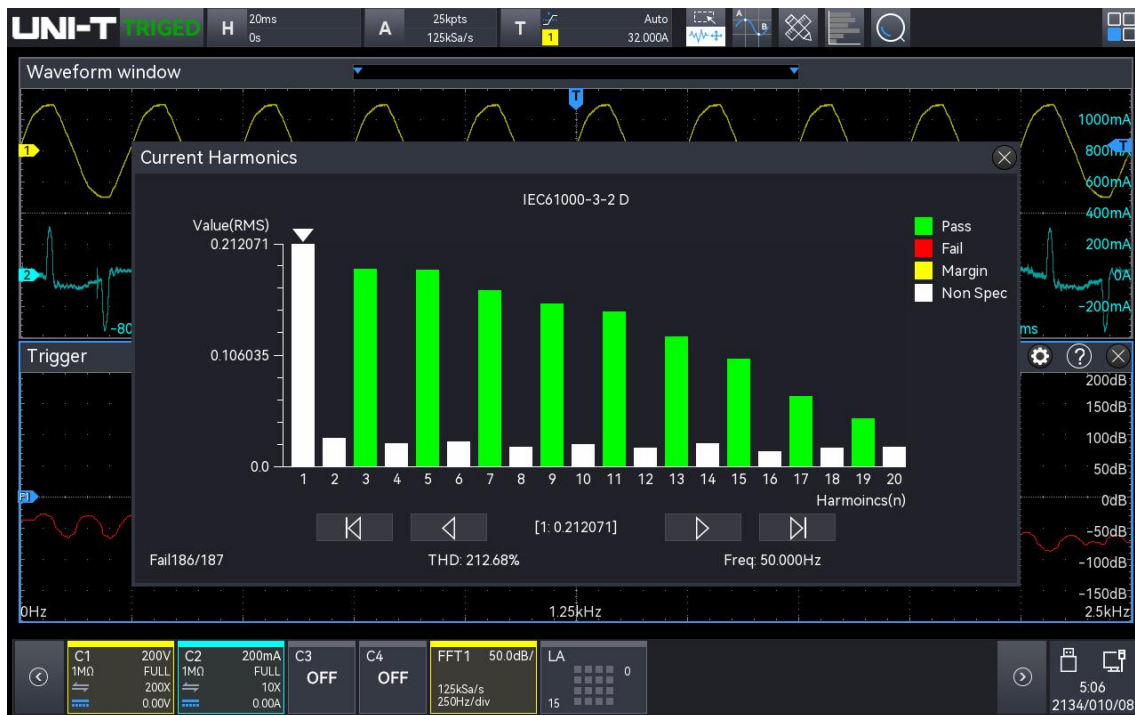 UNI-T TRIGED H 20ms A 25kpts T Auto
0s 125kSa/s 1 32.000A A B
Waveform window
T
1000mA
1 800mA T
600mA
400mA
200mA
2 0A
-80 ms -200mA
Current Harmonics
IEC61000-3-2 D
Value(RMS)
0.212071
0.106035
0.0
Pass
Fail
Margin
Non Spec
1 2 3 4 5 6 7 8 9 10 11 12 13 14 15 16 17 18 19 20
Harmoincs(n)
[1: 0.212071]
Fail186/187 THD: 212.68% Freq: 50.000Hz
Trigger ?
200dB
150dB
100dB
50dB
0dB
-50dB
-100dB
-150dB
0Hz 1.25kHz 2.5kHz
C1 200V C2 200mA C3 C4 FFT1 50.0dB/ LA
1MΩ FULL 1MΩ FULL OFF OFF 0
200X 10X 125kSa/s
0.00V 0.00A 250Hz/div 15
5:06
2134/010/08